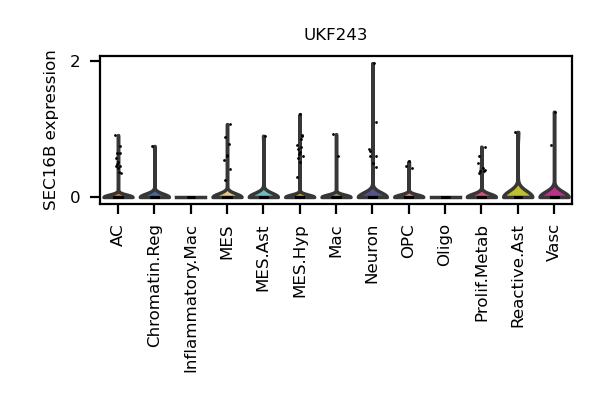 UKF243
SEC16B expression
2
0
AC
Chromatin.Reg
Inflammatory.Mac
MES
MES.Ast
MES.Hyp
Mac
Neuron
OPC
Oligo
Prolif.Metab
Reactive.Ast
Vasc